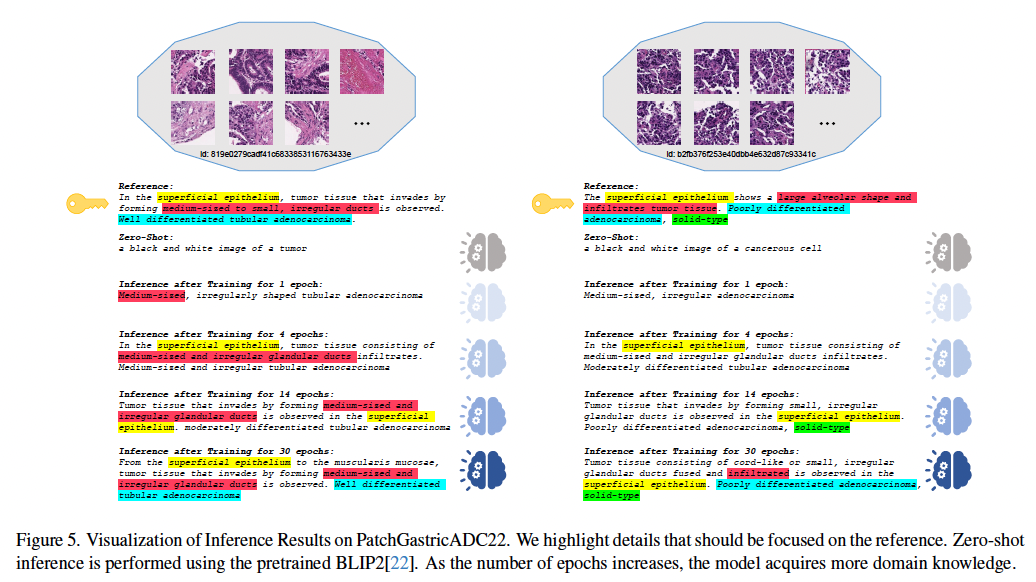 ...
id: 819e0279cadf41c6833853116763433e
Reference:
In the superficial epithelium, tumor tissue that invades by
forming medium-sized to small, irregular ducts is observed.
Well differentiated tubular adenocarcinoma.
Zero-Shot:
a black and white image of a tumor
Inference after Training for 1 epoch:
Medium-sized, irregularly shaped tubular adenocarcinoma
Inference after Training for 4 epochs:
In the superficial epithelium, tumor tissue consisting of
medium-sized and irregular glandular ducts infiltrates.
Medium-sized and irregular tubular adenocarcinoma
Inference after Training for 14 epochs:
Tumor tissue that invades by forming medium-sized and
irregular glandular ducts is observed in the superficial
epithelium. moderately differentiated tubular adenocarcinoma
Inference after Training for 30 epochs:
From the superficial epithelium to the muscularis mucosae,
tumor tissue that invades by forming medium-sized and
irregular glandular ducts is observed. Well differentiated
tubular adenocarcinoma
...
id: b2fb376f253e40dbb4e632d87c93341c
Reference:
The superficial epithelium shows a large alveolar shape and
infiltrates tumor tissue. Poorly differentiated
adenocarcinoma, solid-type
Zero-Shot:
a black and white image of a cancerous cell
Inference after Training for 1 epoch:
Medium-sized, irregular adenocarcinoma
Inference after Training for 4 epochs:
In the superficial epithelium, tumor tissue consisting of
medium-sized and irregular glandular ducts infiltrates.
Moderately differentiated tubular adenocarcinoma
Inference after Training for 14 epochs:
Tumor tissue that invades by forming small, irregular
glandular ducts is observed in the superficial epithelium.
Poorly differentiated adenocarcinoma, solid-type
Inference after Training for 30 epochs:
Tumor tissue consisting of cord-like or small, irregular
glandular ducts fused and infiltrated is observed in the
superficial epithelium. Poorly differentiated adenocarcinoma,
solid-type
Figure 5. Visualization of Inference Results on PatchGastricADC22. We highlight details that should be focused on the reference. Zero-shot
inference is performed using the pretrained BLIP2[22]. As the number of epochs increases, the model acquires more domain knowledge.